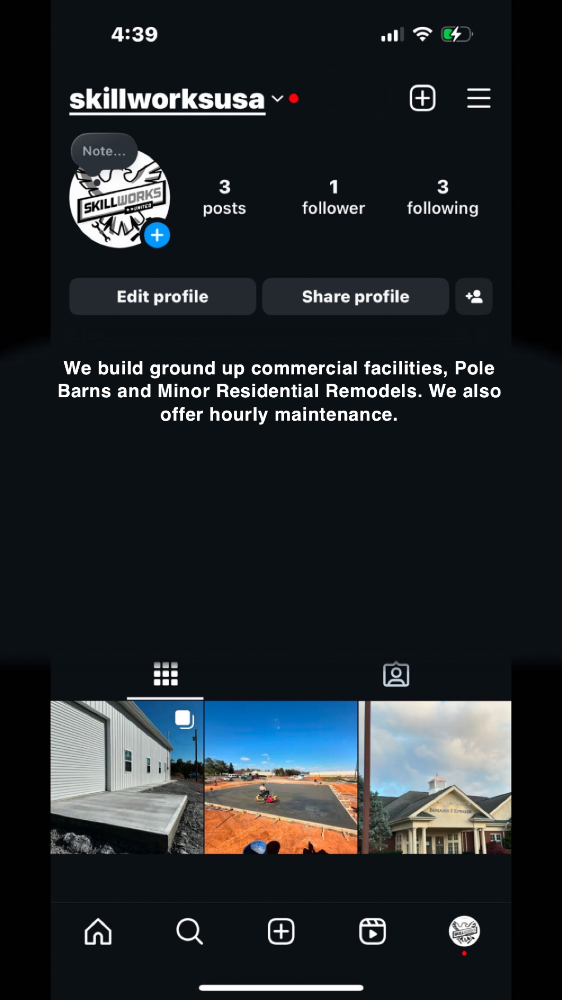 4:39
skillworksusa
Note...
SKILLWORKS
★★UNITED
3
posts
1
follower
3
following
Edit profile
Share profile
We build ground up commercial facilities, Pole
Barns and Minor Residential Remodels. We also
offer hourly maintenance.
BENJAMIN F. EDWARDS
SKILLWORKS